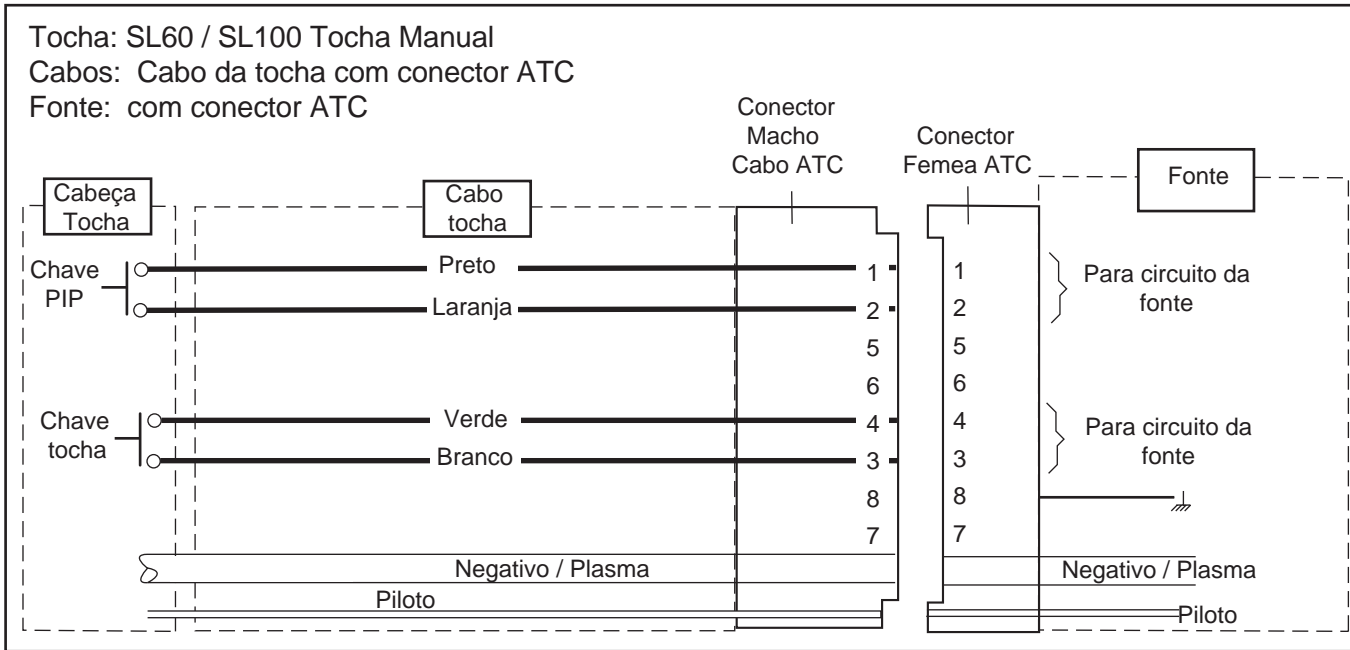 Tocha: SL60 / SL100 Tocha Manual
Cabos: Cabo da tocha com conector ATC
Fonte: com conector ATC
Conector
Macho
Cabo ATC
Conector
Femea ATC
Fonte
Cabeça
Tocha
Cabo
tocha
Chave
PIP
Preto
1
1
Para circuito da
fonte
Laranja
2
2
5
5
6
6
Chave
tocha
Verde
4
4
Para circuito da
fonte
Branco
3
3
8
8
7
7
Negativo / Plasma
Negativo / Plasma
Piloto
Piloto